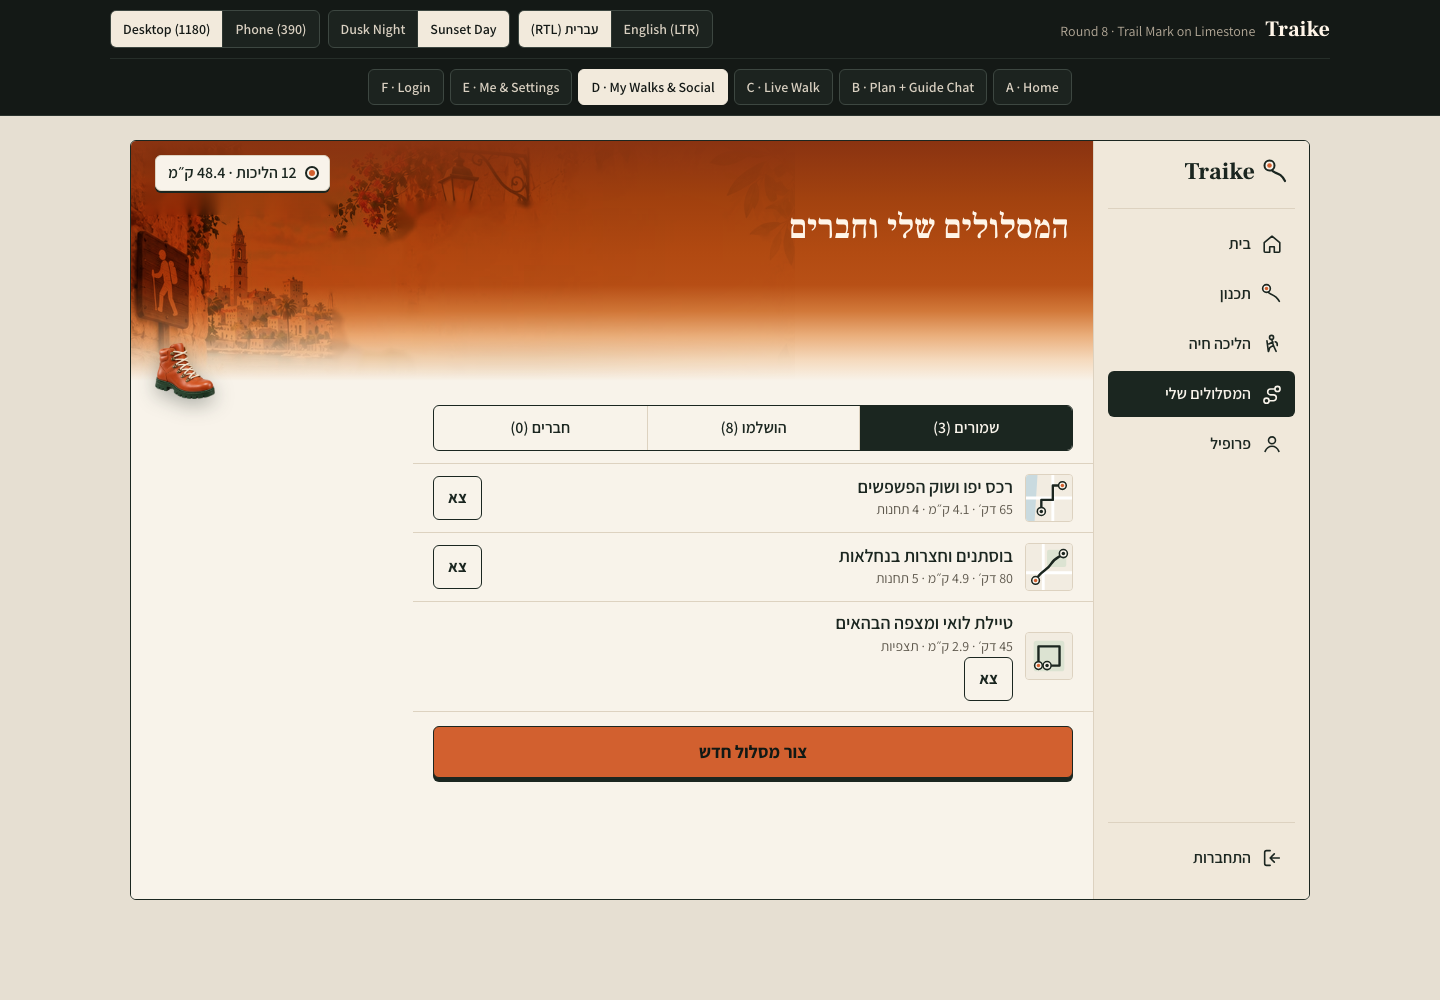 Traike Round 8 · Trail Mark on Limestone
English (LTR) עברית (RTL)
Sunset Day Dusk Night
Phone (390) Desktop (1180)
A · Home
B · Plan + Guide Chat
C · Live Walk
D · My Walks & Social
E · Me & Settings
F · Login
Traike
בית
תכנון
הליכה חיה
המסלולים שלי
פרופיל
התחברות
12 הליכות · 48.4 ק״מ
המסלולים שלי וחברים
שמורים (3)
הושלמו (8)
חברים (0)
רכס יפו ושוק הפשפשים
65 דק׳ · 4.1 ק״מ · 4 תחנות
צא
בוסתנים וחצרות בנחלאות
80 דק׳ · 4.9 ק״מ · 5 תחנות
צא
טיילת לואי ומצפה הבהאים
45 דק׳ · 2.9 ק״מ · תצפיות
צא
צור מסלול חדש